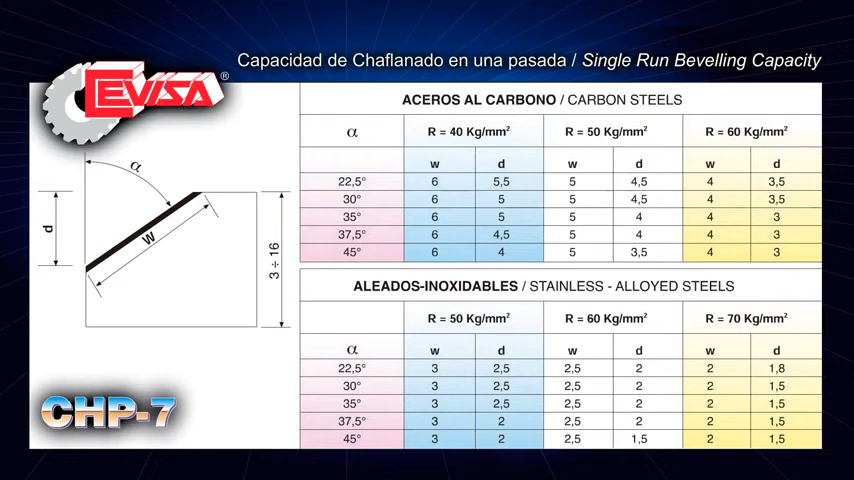 Capacidad de Chaflanado en una pasada / Single Run Bevelling Capacity
CEVISA®
ACEROS AL CARBONO / CARBON STEELS
α R = 40 Kg/mm² R = 50 Kg/mm² R = 60 Kg/mm²
w d w d w d
22,5° 6 5,5 5 4,5 4 3,5
30° 6 5 5 4,5 4 3,5
35° 6 5 5 4 4 3
37,5° 6 4,5 5 4 4 3
45° 6 4 5 3,5 4 3
α
d
W
3 ÷ 16
ALEADOS-INOXIDABLES / STAINLESS - ALLOYED STEELS
R = 50 Kg/mm² R = 60 Kg/mm² R = 70 Kg/mm²
α w d w d w d
22,5° 3 2,5 2,5 2 2 1,8
30° 3 2,5 2,5 2 2 1,5
35° 3 2,5 2,5 2 2 1,5
37,5° 3 2 2,5 2 2 1,5
45° 3 2 2,5 1,5 2 1,5
CHP-7